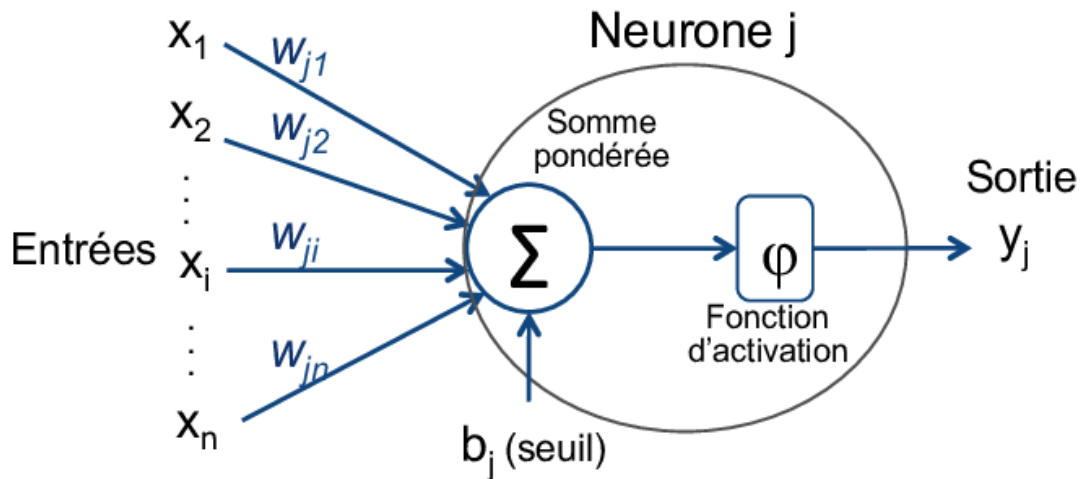 Neurone j
x1
wj1
x2
wj2
Somme
pondérée
Sortie
Entrées
xi
wji
Σ
φ
yj
Fonction
d'activation
wjn
xn
bj (seuil)